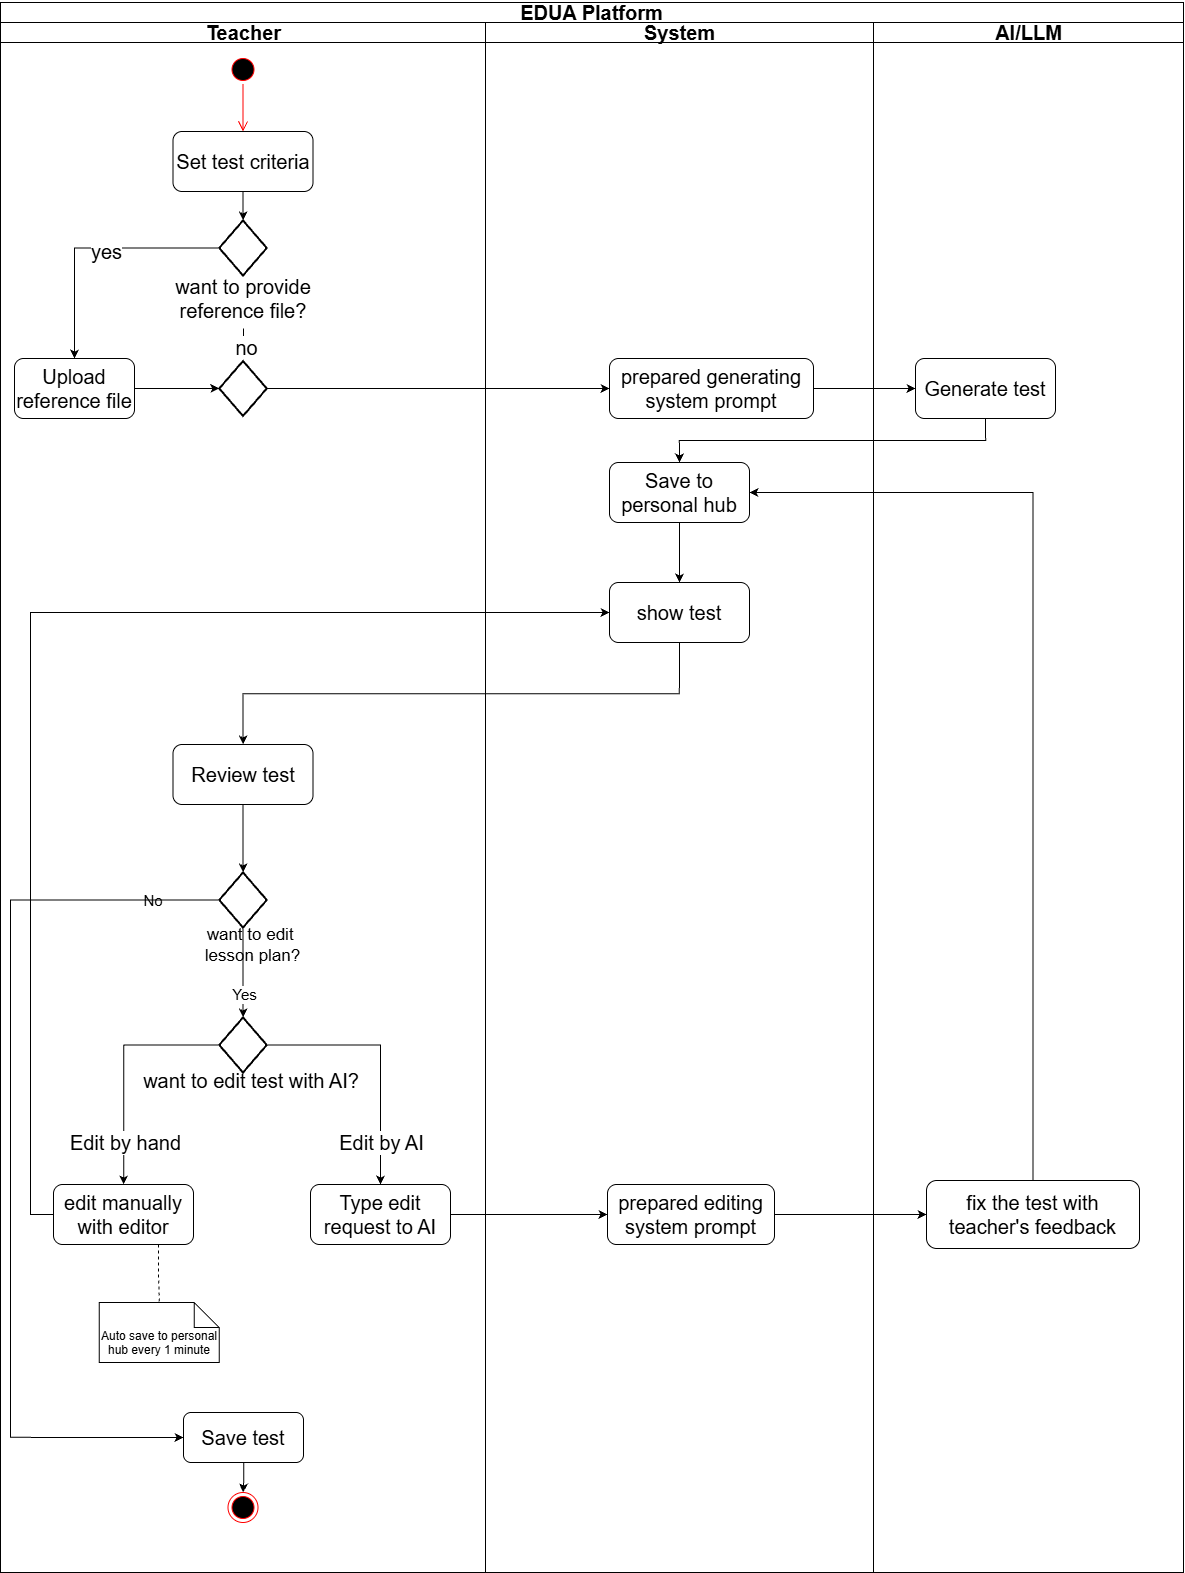 EDUA Platform
Teacher
System
AI/LLM
Set test criteria
yes
want to provide
reference file?
no
Upload
reference file
prepared generating
system prompt
Generate test
Save to
personal hub
show test
Review test
No
want to edit
lesson plan?
Yes
want to edit test with AI?
Edit by hand
Edit by AI
edit manually
with editor
Type edit
request to AI
prepared editing
system prompt
fix the test with
teacher's feedback
Auto save to personal
hub every 1 minute
Save test